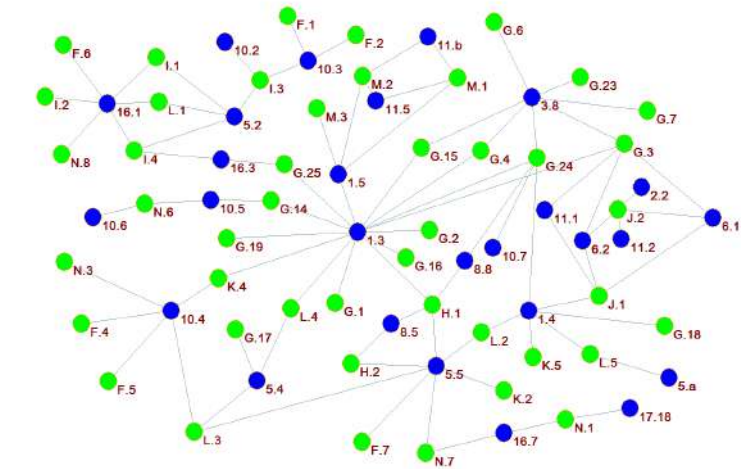 F.1
G.6
10.2
F.2
11.b
F.6
I.1
10.3
I.3
M.2
M.1
G.23
I.2
16.1
L.1
11.5
3.8
G.7
5.2
M.3
N.8
I.4
16.3
G.25
1.5
G.15
G.4
G.24
G.3
2.2
10.6
N.6
10.5
G.14
11.1
J.2
6.1
G.19
1.3
G.2
10.7
6.2
11.2
G.16
8.8
N.3
K.4
10.4
L.4
G.1
H.1
J.1
1.4
F.4
G.17
8.5
L.2
G.18
H.2
5.5
K.5
L.5
F.5
5.4
K.2
5.a
L.3
F.7
N.7
16.7
N.1
17.18